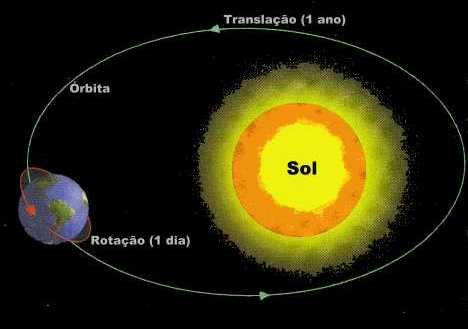 Translação (1 ano)
Órbita
Sol
Rotação (1 dia)